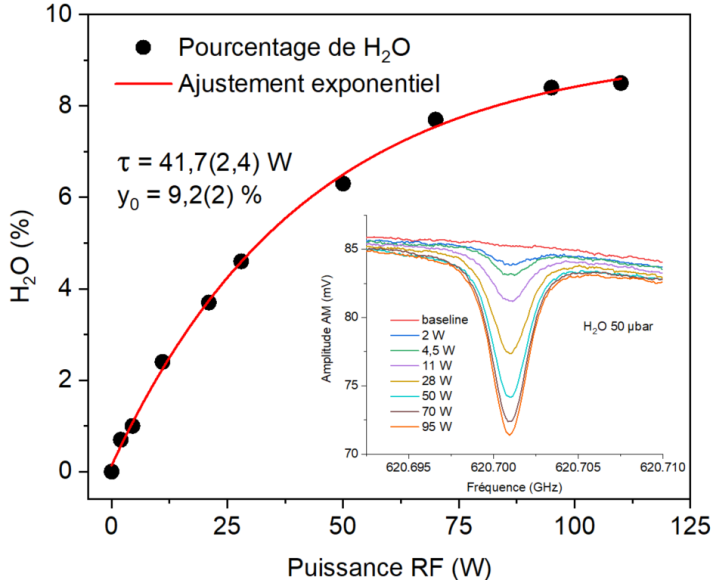 Pourcentage de H₂O
Ajustement exponentiel
τ = 41,7(2,4) W
y₀ = 9,2(2) %
H₂O (%)
10
8
6
4
2
0
0 25 50 75 100 125
Puissance RF (W)
Amplitude AM (mV)
85
80
75
70
baseline
2 W
4,5 W
11 W
28 W
50 W
70 W
95 W
H₂O 50 µbar
620.695 620.700 620.705 620.710
Fréquence (GHz)